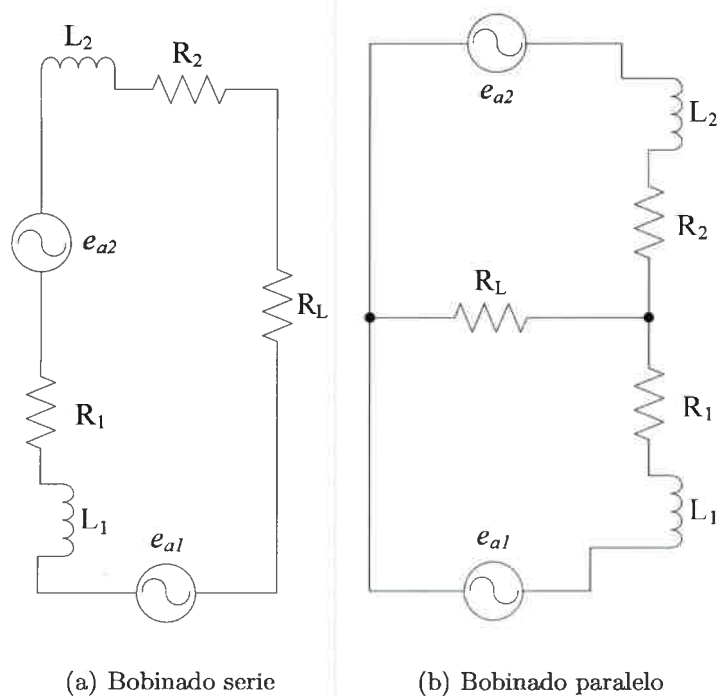 L2
R2
ea2
RL
R1
L1
ea1
(a) Bobinado serie
ea2
L2
R2
RL
R1
L1
ea1
(b) Bobinado paralelo